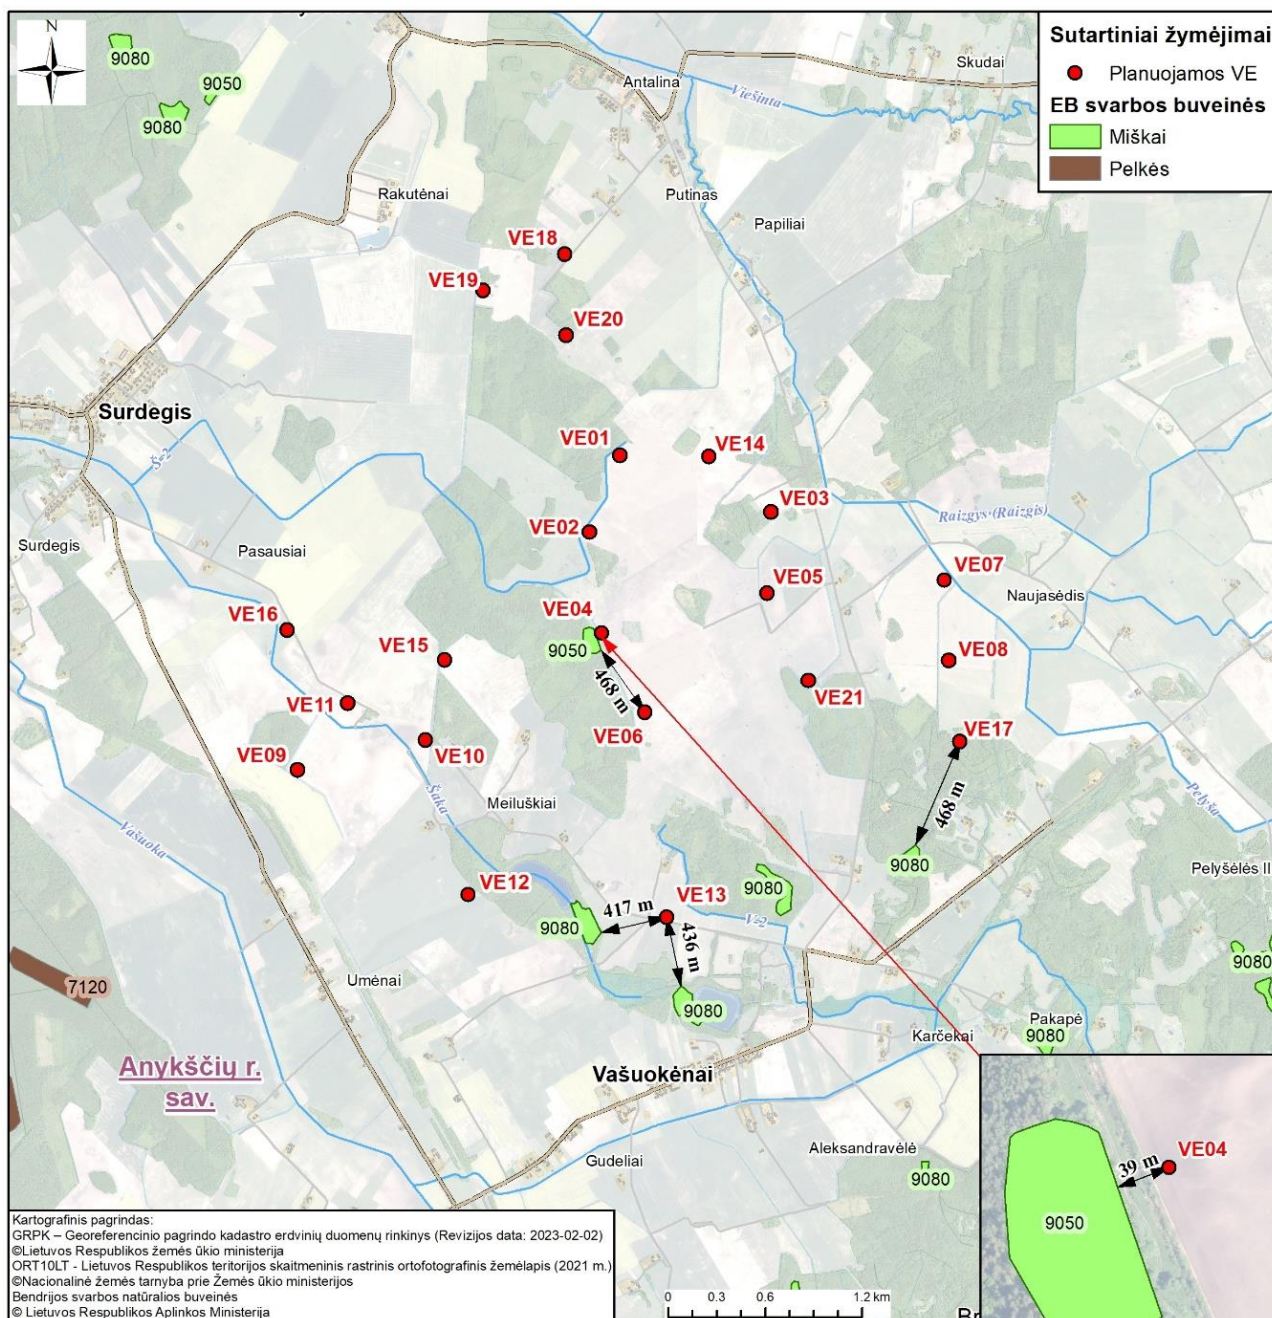 N
Sutartiniai žymėjimai
Planuojamos VE
EB svarbos buveinės
Miškai
Pelkės
9080
9050
9080
Antalina
Skudai
Viešinta
Rakutėnai
Putinas
Papiliai
VE18
VE19
VE20
Surdegis
Š-2
VE01
VE14
VE03
Raizgys (Raizgis)
VE02
Surdegis
Pasausiai
VE07
VE05
Naujasėdis
VE16
VE04
9050
VE15
VE08
468 m
VE21
VE11
VE06
VE17
VE09
VE10
Šaka
Meiluškiai
Pelyša
468 m
Vašuoka
9080
Pelyšėlės II
VE12
9080
VE13
417 m
V-2
9080
436 m
9080
7120
Umėnai
9080
Pakapė
9080
Karčekai
Anykščių r.
sav.
Vašuokėnai
Aleksandravėlė
Gudeliai
9080
VE04
39 m
9050
Kartografinis pagrindas:
GRPK – Georeferencinio pagrindo kadastro erdvinių duomenų rinkinys (Revizijos data: 2023-02-02)
©Lietuvos Respublikos žemės ūkio ministerija
ORT10LT - Lietuvos Respublikos teritorijos skaitmeninis rastrinis ortofotografinis žemėlapis (2021 m.)
©Nacionalinė žemės tarnyba prie Žemės ūkio ministerijos
Bendrijos svarbos natūralios buveinės
© Lietuvos Respublikos Aplinkos Ministerija
0 0.3 0.6 1.2 km